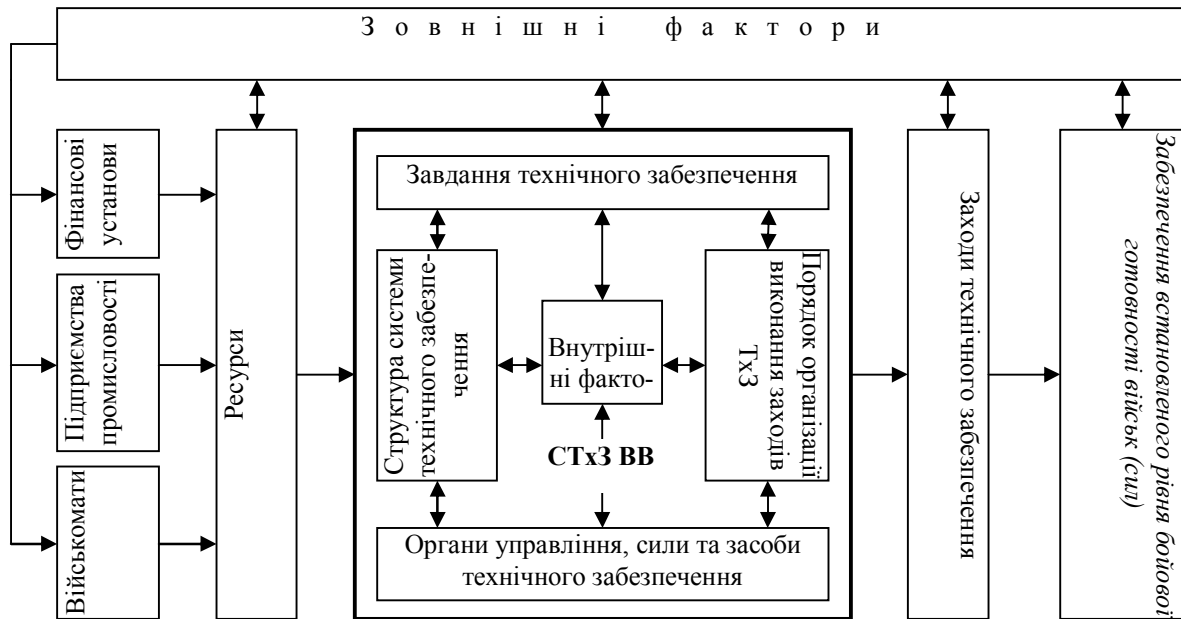 Зовнішні фактори
Фінансові
установи
Підприємства
промисловості
Військомати
Ресурси
Завдання технічного забезпечення
Структура системи
технічного забезпе-
чення
Внутріш-
ні факто-
Порядок організації
виконання заходів
ТхЗ
СТхЗ ВВ
Органи управління, сили та засоби
технічного забезпечення
Заходи технічного забезпечення
Забезпечення встановленого рівня бойової
готовності військ (сил)